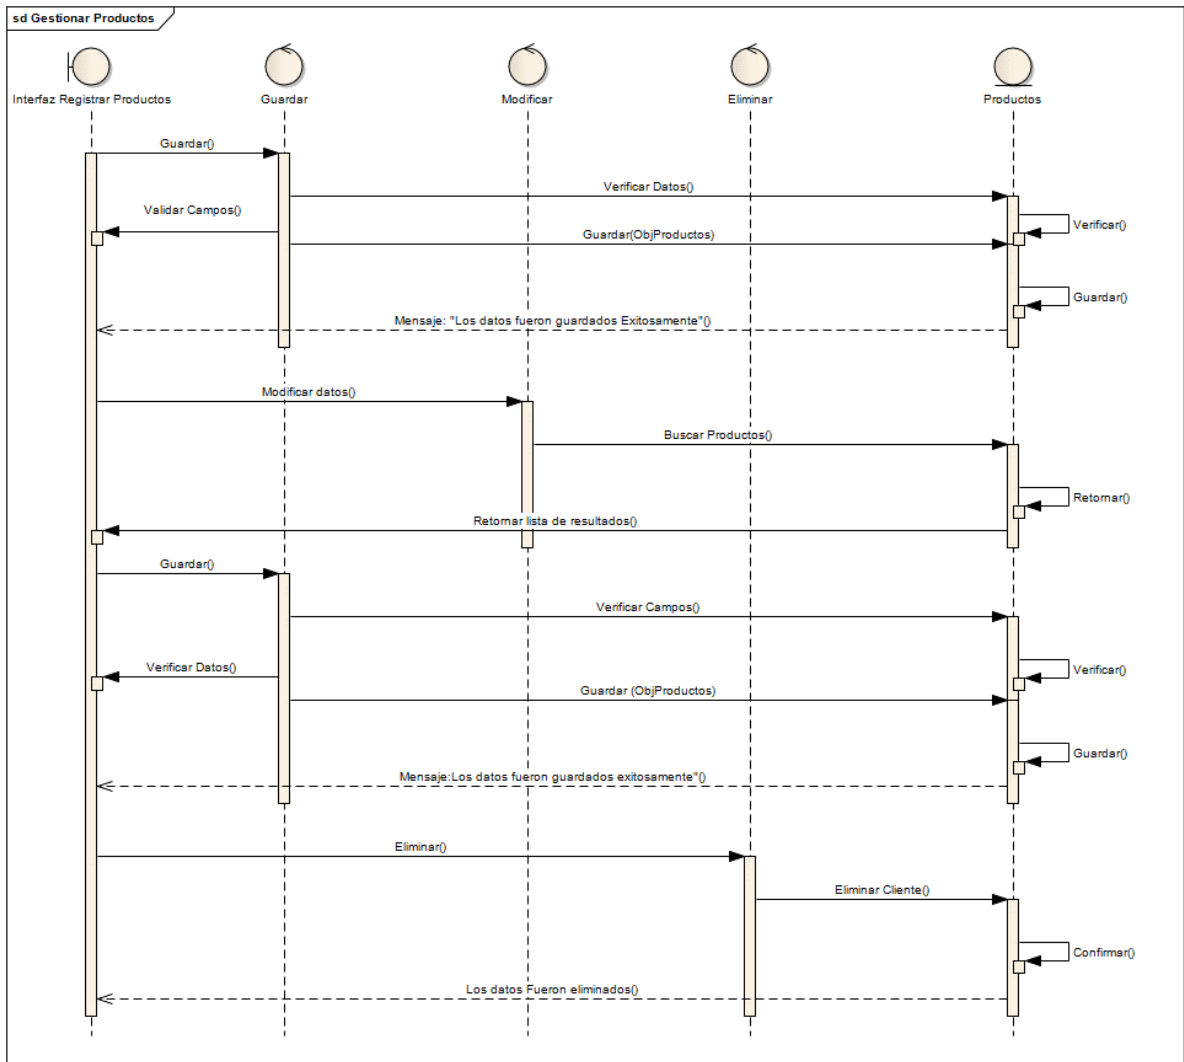 sd Gestionar Productos
Interfaz Registrar Productos
Guardar
Modificar
Eliminar
Productos
Guardar()
Verificar Datos()
Validar Campos()
Verificar()
Guardar(ObjProductos)
Guardar()
Mensaje: "Los datos fueron guardados Exitosamente"()
Modificar datos()
Buscar Productos()
Retornar()
Retornar lista de resultados()
Guardar()
Verificar Campos()
Verificar Datos()
Verificar()
Guardar (ObjProductos)
Guardar()
Mensaje:Los datos fueron guardados exitosamente"()
Eliminar()
Eliminar Cliente()
Confirmar()
Los datos Fueron eliminados()